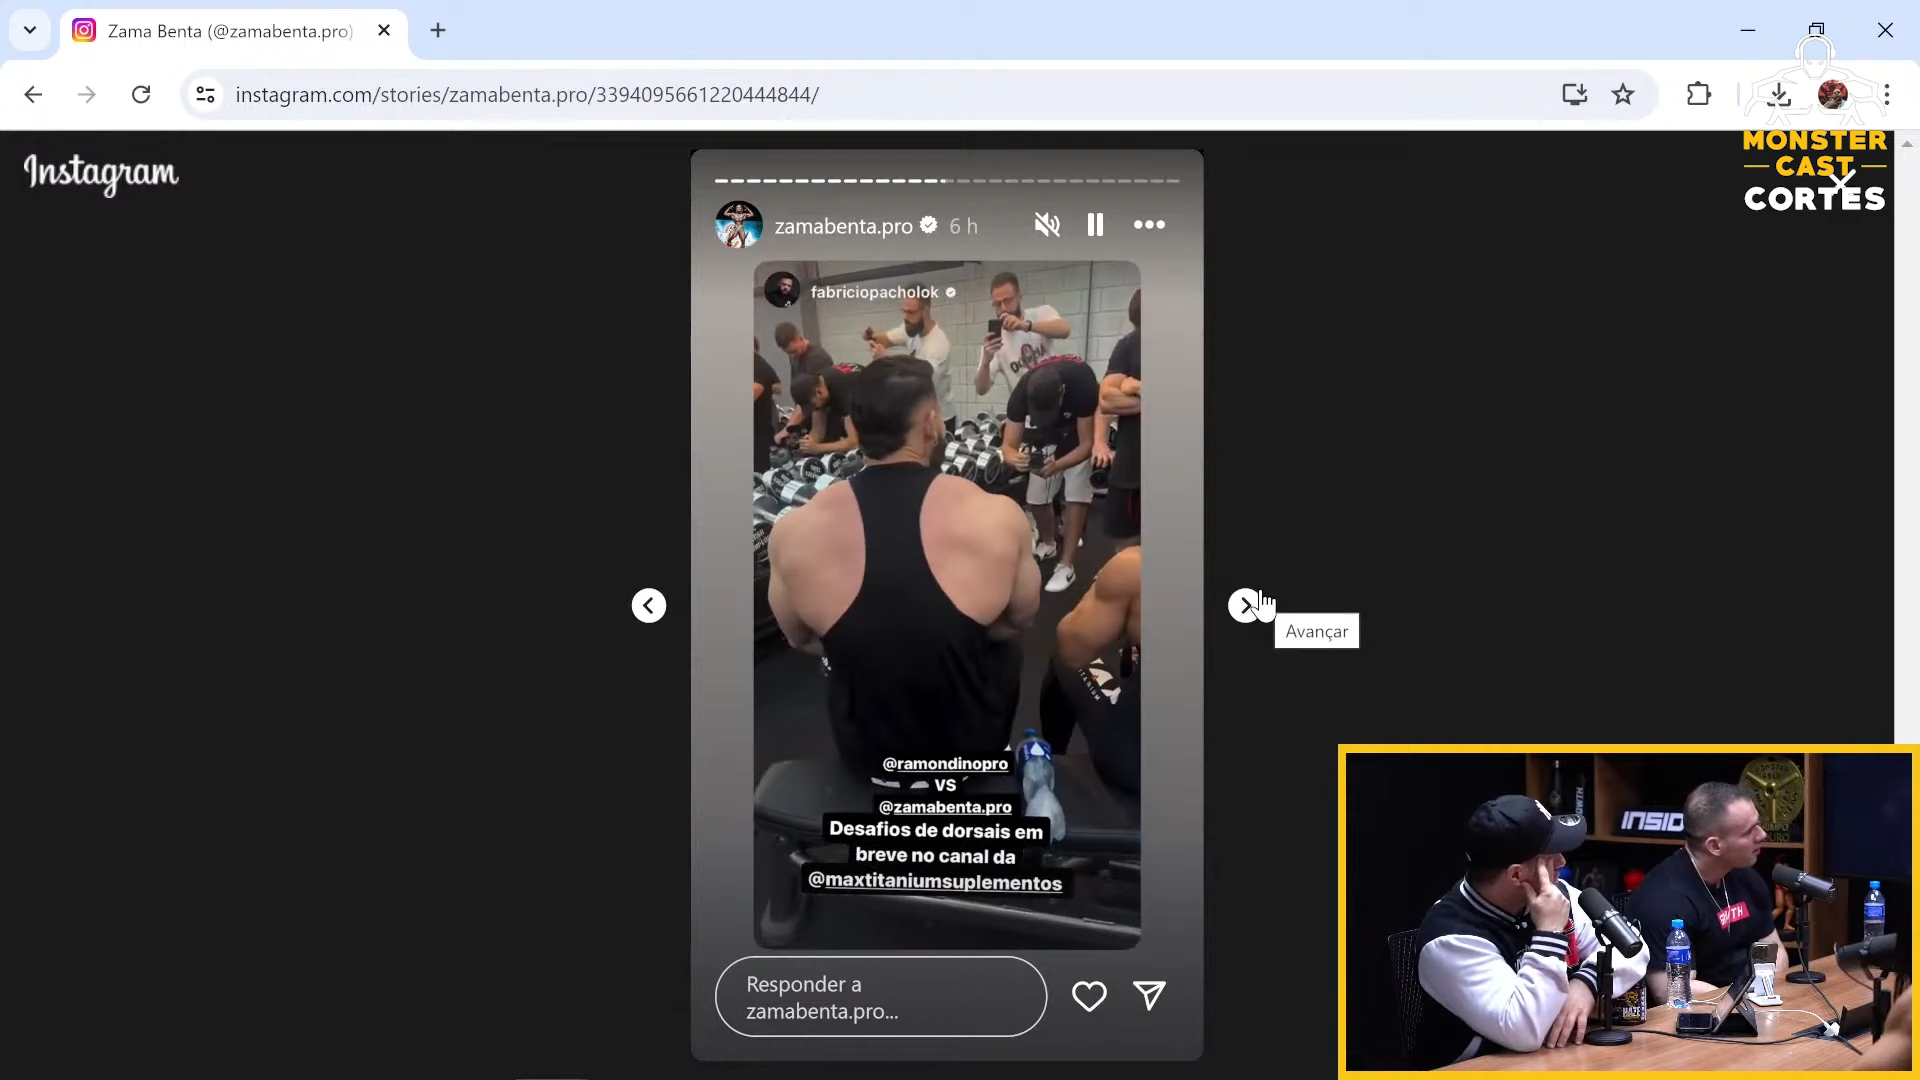 Zama Benta (@zamabenta.pro)
instagram.com/stories/zamabenta.pro/3394095661220444844/
MONSTER
CAST
CORTES
Instagram
zamabenta.pro 6 h
fabriciopacholok
Avançar
@ramondinopro
VS
@zamabenta.pro
Desafios de dorsais em
breve no canal da
@maxtitaniumsuplementos
Responder a
zamabenta.pro...
INSID
HAZE